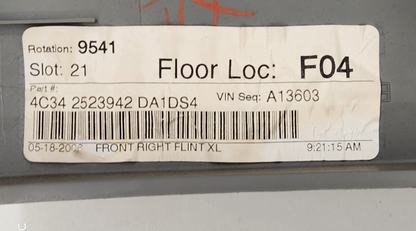 Rotation: 9541
Slot: 21 Floor Loc: F04
Part #:
4C34 2523942 DA1DS4 VIN Seq: A13603
FRONT RIGHT FLINT XL 9:21:15 AM